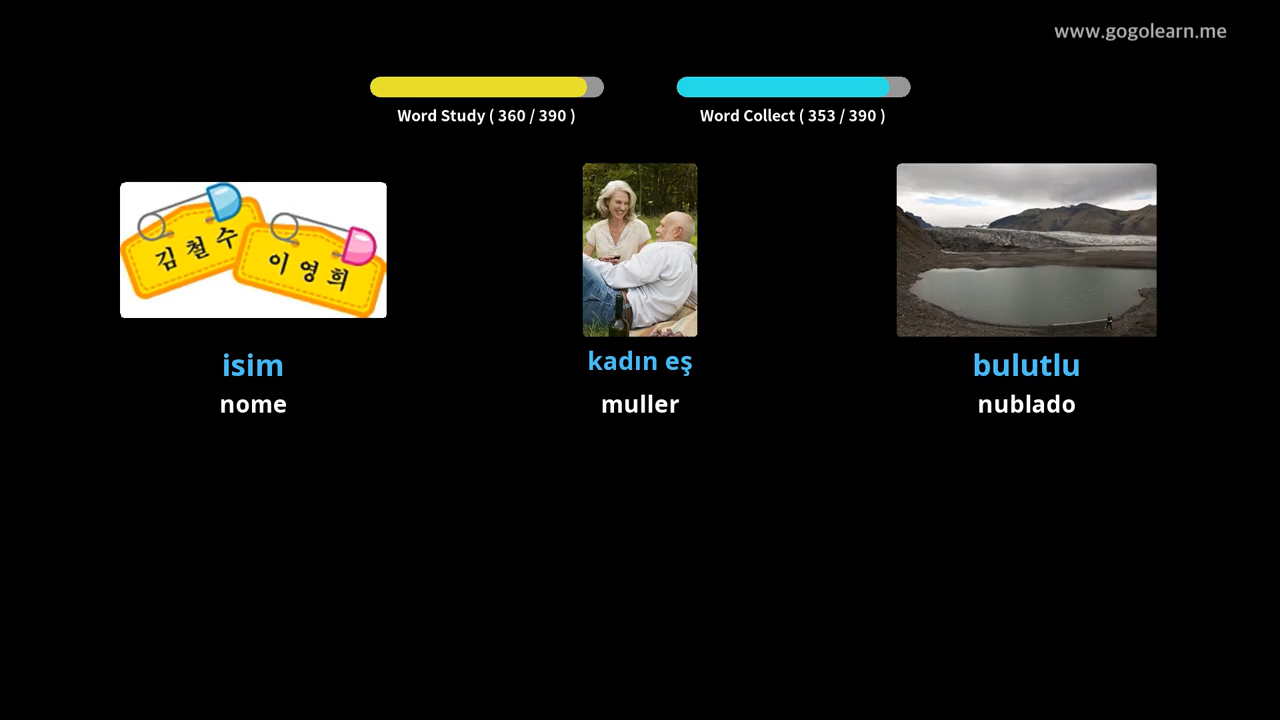 www.gogolearn.me
Word Study ( 360 / 390 )
Word Collect ( 353 / 390 )
김철수
이영희
isim
kadın eş
bulutlu
nome
muller
nublado